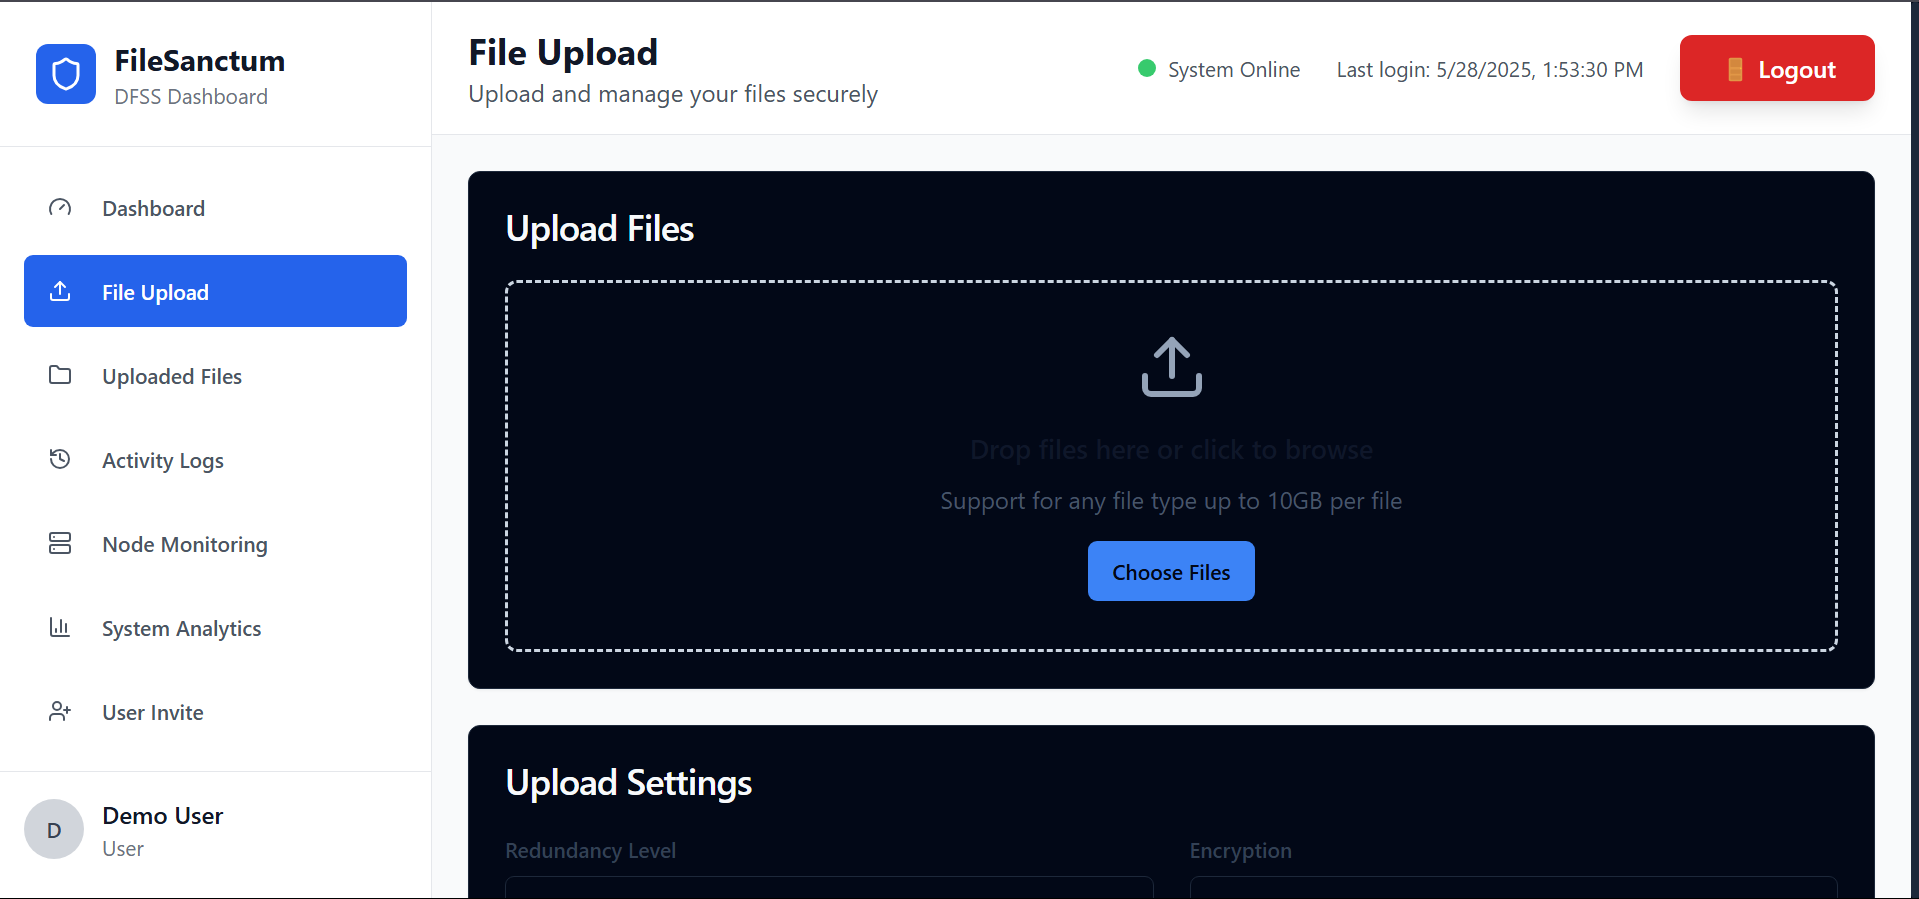 FileSanctum
DFSS Dashboard
Dashboard
File Upload
Uploaded Files
Activity Logs
Node Monitoring
System Analytics
User Invite
D
Demo User
User
File Upload
Upload and manage your files securely
System Online
Last login: 5/28/2025, 1:53:30 PM
Logout
Upload Files
Drop files here or click to browse
Support for any file type up to 10GB per file
Choose Files
Upload Settings
Redundancy Level
Encryption